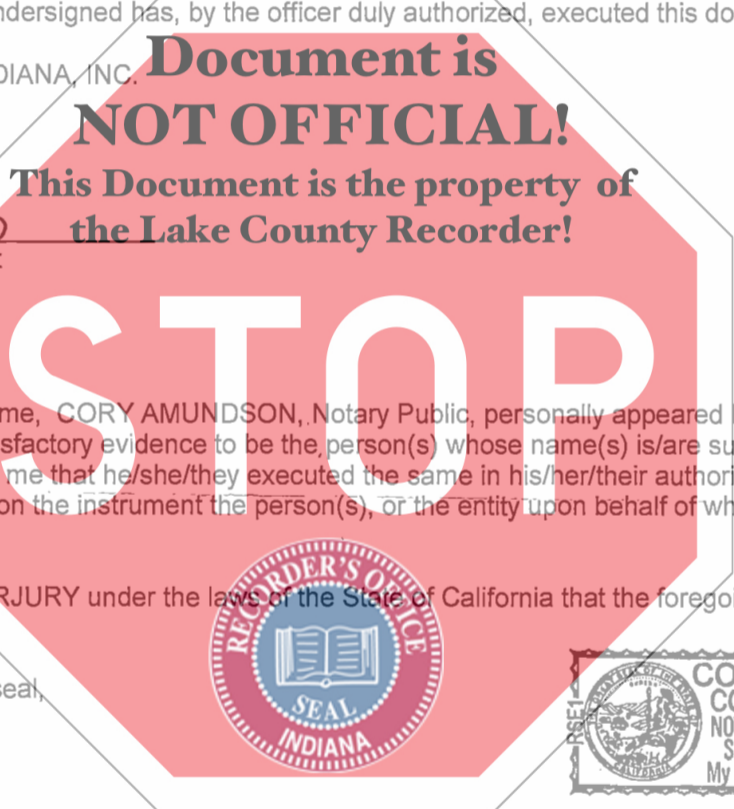 ndersigned has, by the officer duly authorized, executed this do
DIANA, INC.
Document is
NOT OFFICIAL!
This Document is the property of
the Lake County Recorder!
STOP
me, CORY AMUNDSON, Notary Public, personally appeared
sfactory evidence to be the person(s) whose name(s) is/are su
me that he/she/they executed the same in his/her/their authori
on the instrument the person(s), or the entity upon behalf of wh
RJURY under the laws of the State of California that the forego
seal,
RECORDER'S OFFICE
SEAL
INDIANA
RSE1
CO
CO
NO
S
My